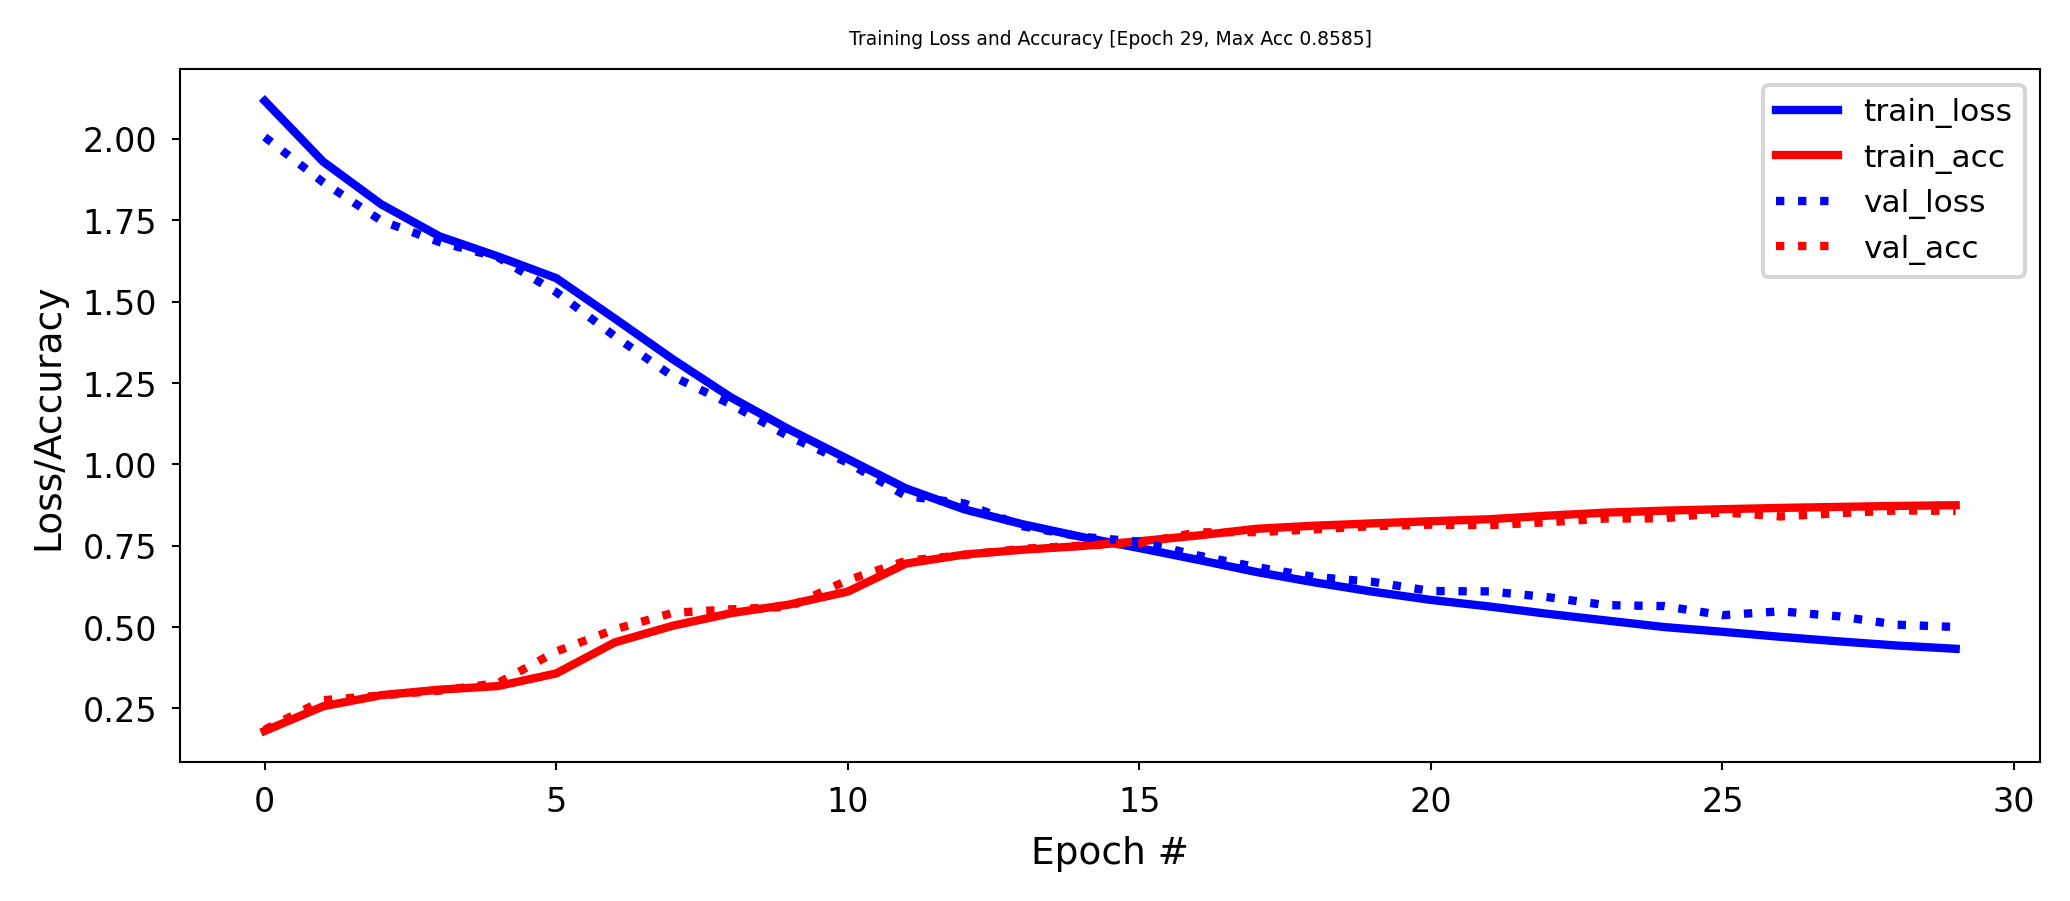 Training Loss and Accuracy [Epoch 29, Max Acc 0.8585]
train_loss
train_acc
val_loss
val_acc
Loss/Accuracy
2.00
1.75
1.50
1.25
1.00
0.75
0.50
0.25
0 5 10 15 20 25 30
Epoch #